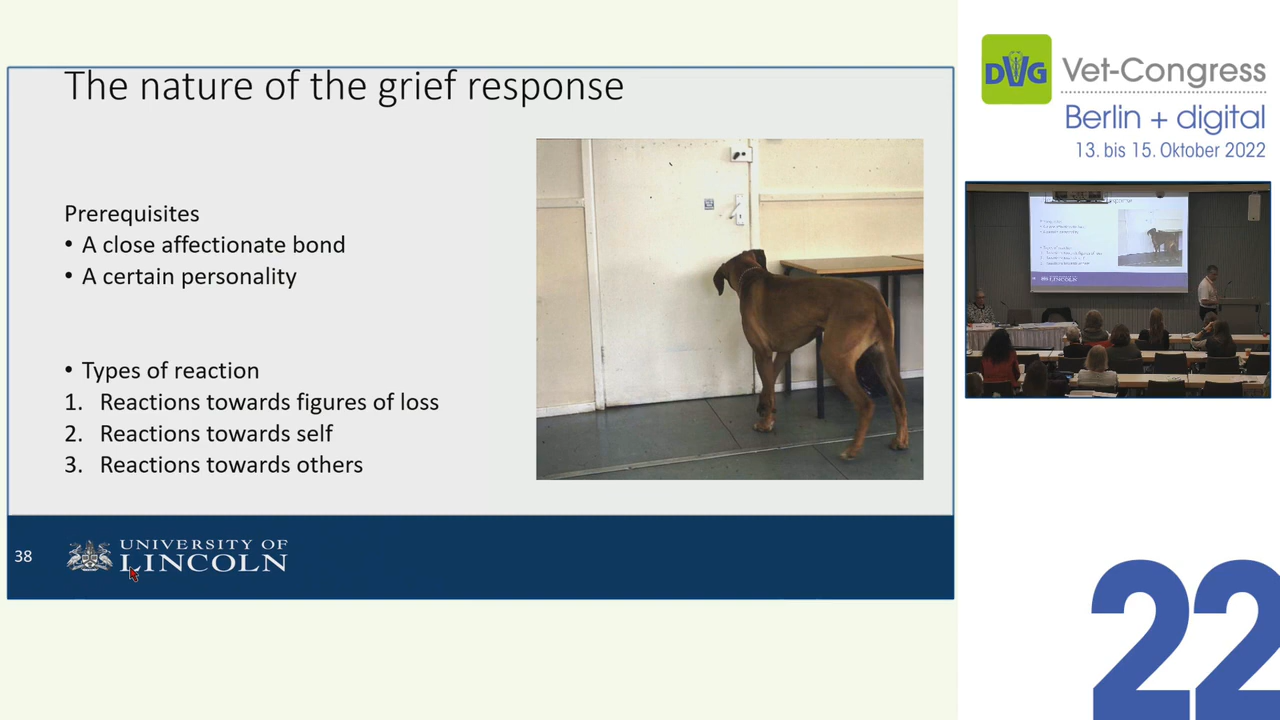 The nature of the grief response
Prerequisites
• A close affectionate bond
• A certain personality
• Types of reaction
1. Reactions towards figures of loss
2. Reactions towards self
3. Reactions towards others
38
UNIVERSITY OF
LINCOLN
DVG
Vet-Congress
Berlin + digital
13. bis 15. Oktober 2022
22